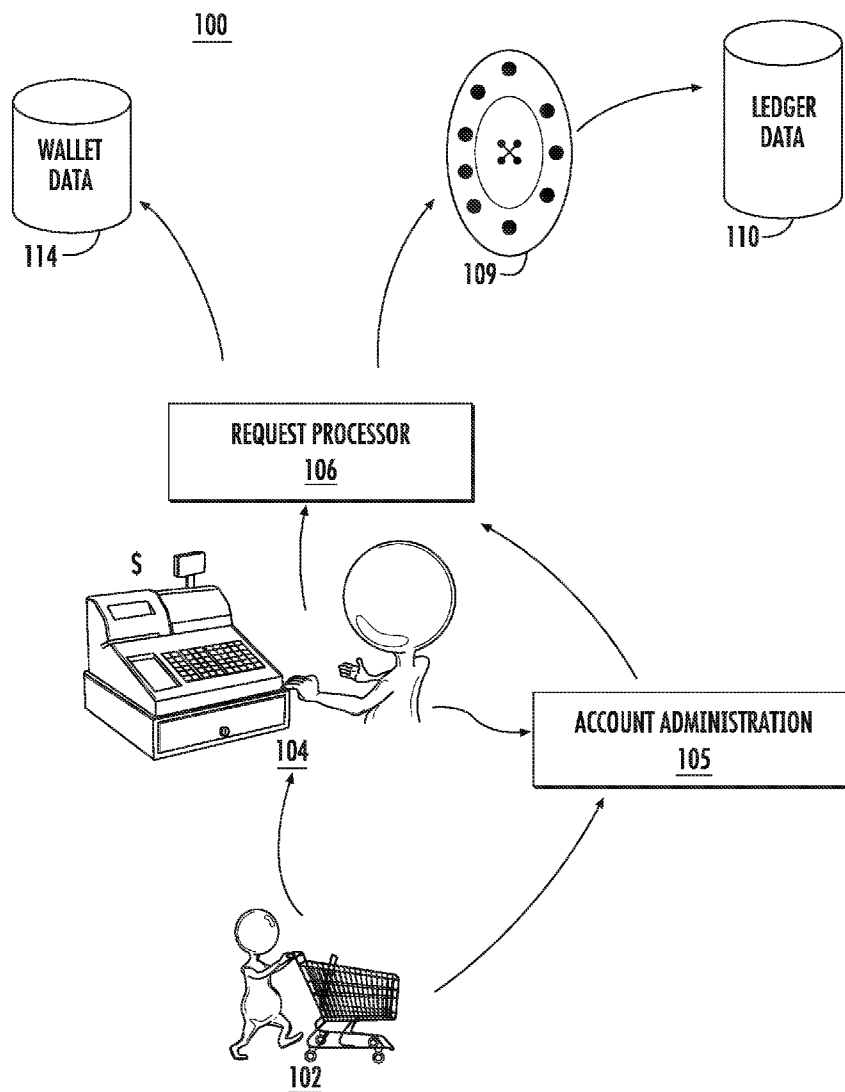 100
WALLET
DATA
114
109
LEDGER
DATA
110
REQUEST PROCESSOR
106
$
104
ACCOUNT ADMINISTRATION
105
102